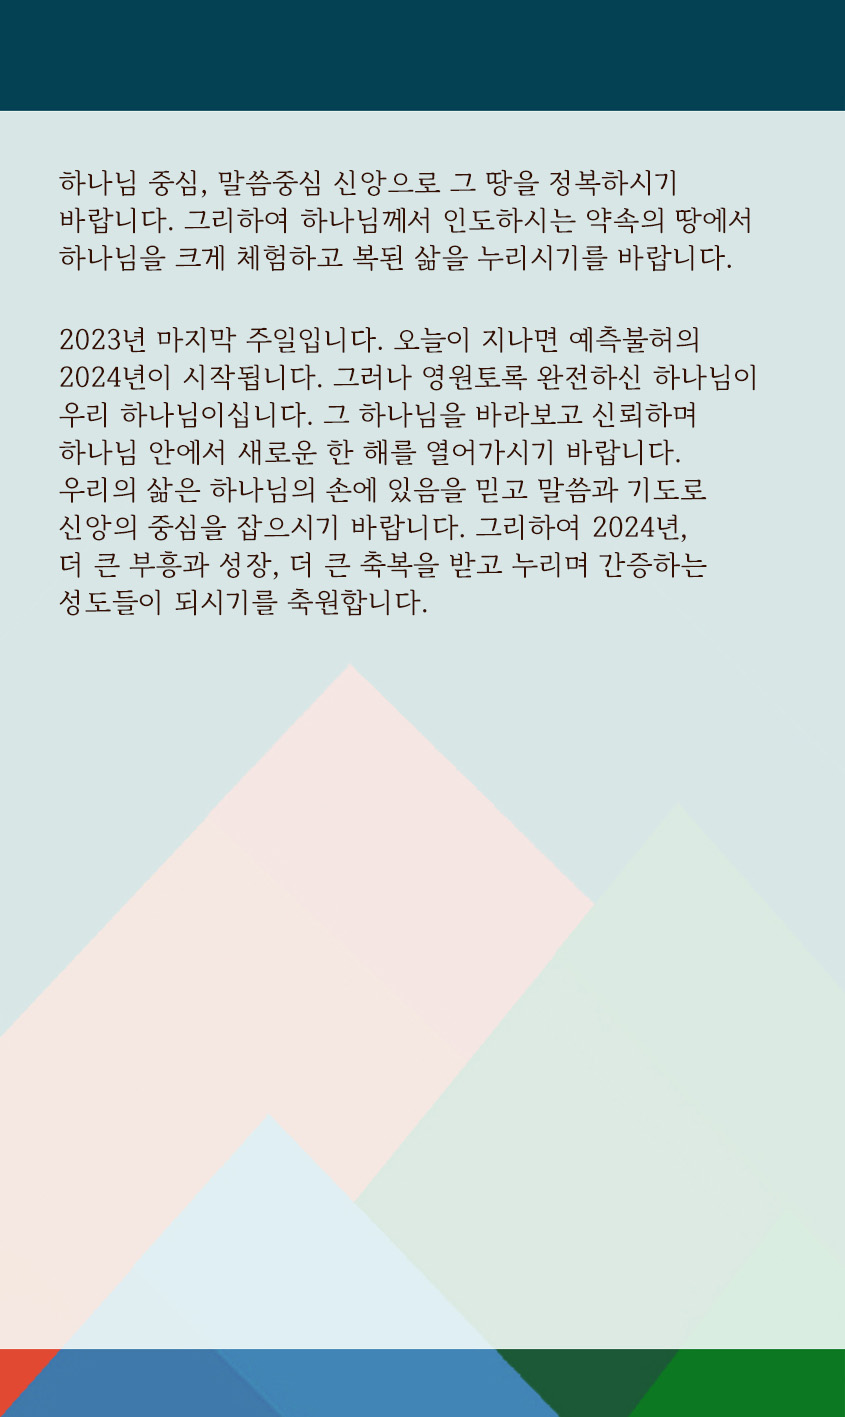 하나님 중심, 말씀중심 신앙으로 그 땅을 정복하시기
바랍니다. 그리하여 하나님께서 인도하시는 약속의 땅에서
하나님을 크게 체험하고 복된 삶을 누리시기를 바랍니다.
2023년 마지막 주일입니다. 오늘이 지나면 예측불허의
2024년이 시작됩니다. 그러나 영원토록 완전하신 하나님이
우리 하나님이십니다. 그 하나님을 바라보고 신뢰하며
하나님 안에서 새로운 한 해를 열어가시기 바랍니다.
우리의 삶은 하나님의 손에 있음을 믿고 말씀과 기도로
신앙의 중심을 잡으시기 바랍니다. 그리하여 2024년,
더 큰 부흥과 성장, 더 큰 축복을 받고 누리며 간증하는
성도들이 되시기를 축원합니다.